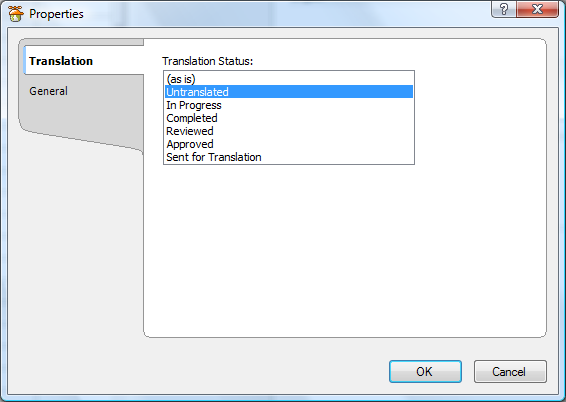 Properties
?
Translation
General
Translation Status:
(as is)
Untranslated
In Progress
Completed
Reviewed
Approved
Sent for Translation
OK
Cancel